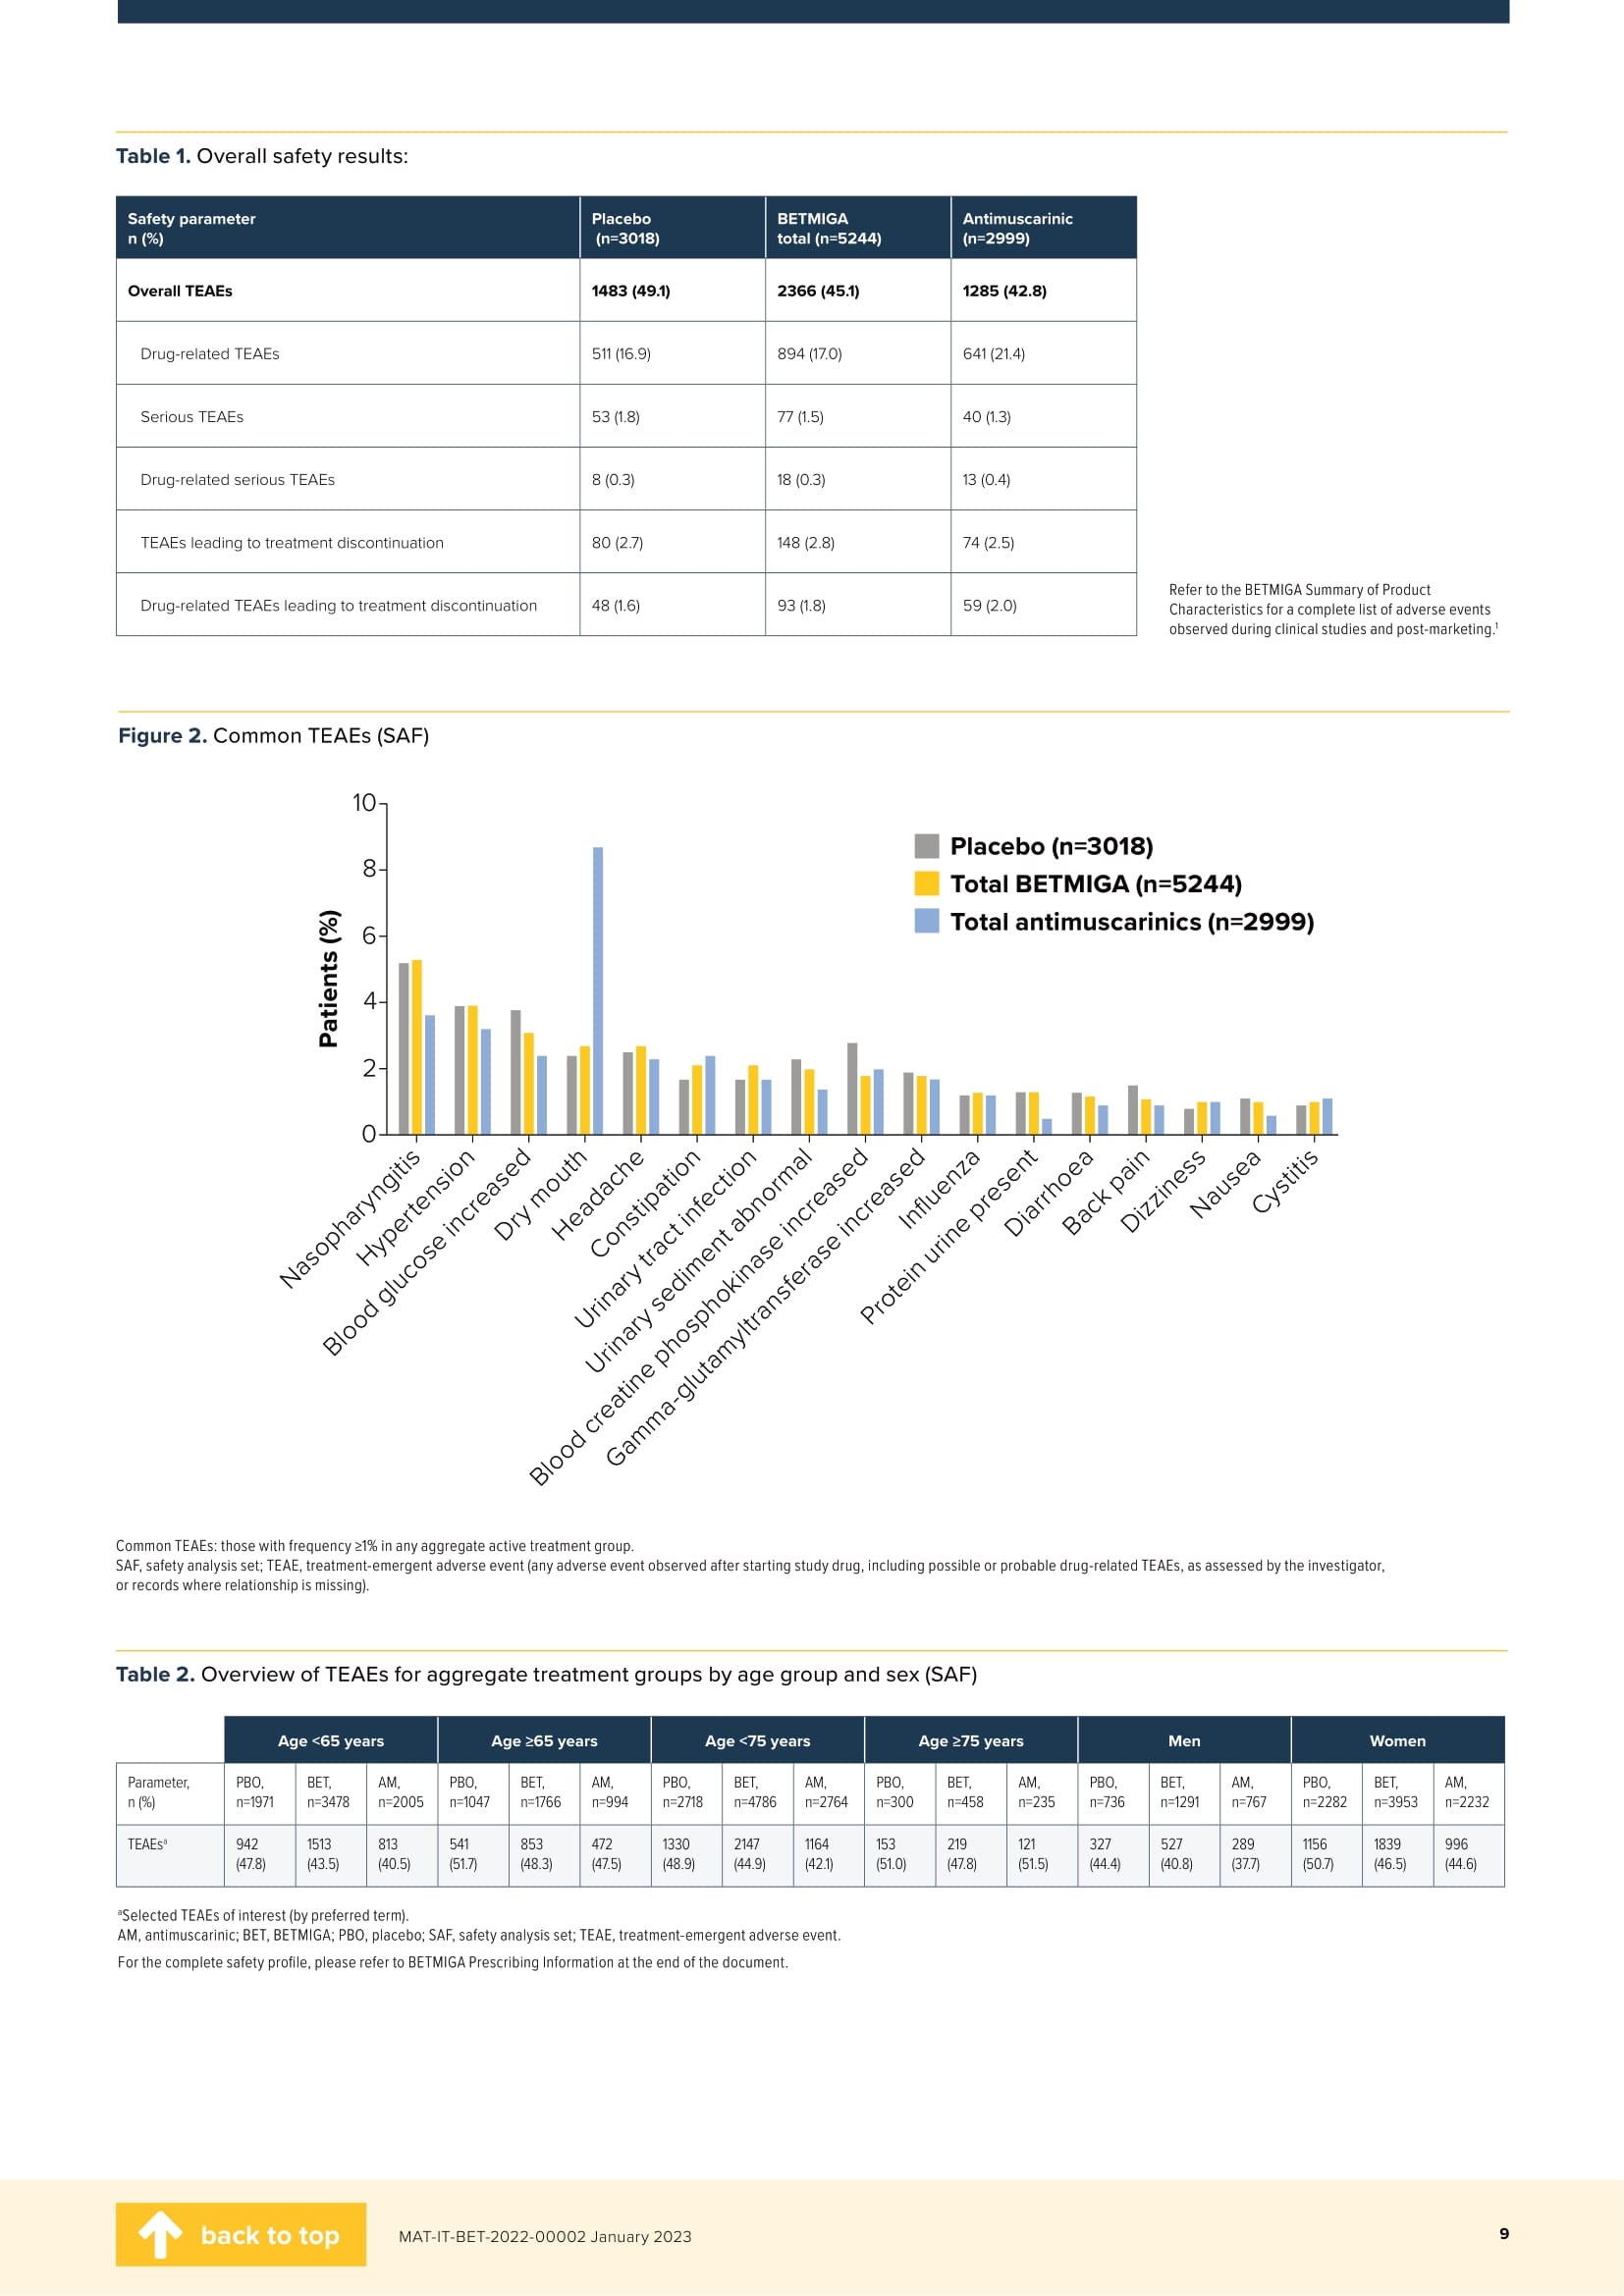 Table 1. Overall safety results:
Safety parameter
n (%)
Placebo
(n=3018)
BETMIGA
total (n=5244)
Antimuscarinic
(n=2999)
Overall TEAEs 1483 (49.1) 2366 (45.1) 1285 (42.8)
Drug-related TEAEs 511 (16.9) 894 (17.0) 641 (21.4)
Serious TEAEs 53 (1.8) 77 (1.5) 40 (1.3)
Drug-related serious TEAEs 8 (0.3) 18 (0.3) 13 (0.4)
TEAEs leading to treatment discontinuation 80 (2.7) 148 (2.8) 74 (2.5)
Drug-related TEAEs leading to treatment discontinuation 48 (1.6) 93 (1.8) 59 (2.0)
Refer to the BETMIGA Summary of Product
Characteristics for a complete list of adverse events
observed during clinical studies and post-marketing.¹
Figure 2. Common TEAEs (SAF)
Patients (%)
10
8
6
4
2
0
Placebo (n=3018)
Total BETMIGA (n=5244)
Total antimuscarinics (n=2999)
Nasopharyngitis
Hypertension
Blood glucose increased
Dry mouth
Headache
Constipation
Urinary tract infection
Urinary sediment abnormal
Blood creatine phosphokinase increased
Gamma-glutamyltransferase increased
Influenza
Protein urine present
Diarrhoea
Back pain
Dizziness
Nausea
Cystitis
Common TEAEs: those with frequency ≥1% in any aggregate active treatment group.
SAF, safety analysis set; TEAE, treatment-emergent adverse event (any adverse event observed after starting study drug, including possible or probable drug-related TEAEs, as assessed by the investigator,
or records where relationship is missing).
Table 2. Overview of TEAEs for aggregate treatment groups by age group and sex (SAF)
Age <65 years Age ≥65 years Age <75 years Age ≥75 years Men Women
Parameter, PBO, BET, AM, PBO, BET, AM, PBO, BET, AM, PBO, BET, AM, PBO, BET, AM, PBO, BET, AM,
n (%) n=1971 n=3478 n=2005 n=1047 n=1766 n=994 n=2718 n=4786 n=2764 n=300 n=458 n=235 n=736 n=1291 n=767 n=2282 n=3953 n=2232
TEAEsᵃ 942 1513 813 541 853 472 1330 2147 1164 153 219 121 327 527 289 1156 1839 996
(47.8) (43.5) (40.5) (51.7) (48.3) (47.5) (48.9) (44.9) (42.1) (51.0) (47.8) (51.5) (44.4) (40.8) (37.7) (50.7) (46.5) (44.6)
ᵃSelected TEAEs of interest (by preferred term).
AM, antimuscarinic; BET, BETMIGA; PBO, placebo; SAF, safety analysis set; TEAE, treatment-emergent adverse event.
For the complete safety profile, please refer to BETMIGA Prescribing Information at the end of the document.
back to top
MAT-IT-BET-2022-00002 January 2023
9